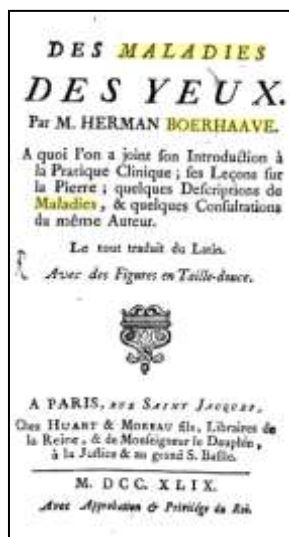 DES MALADIES
DES YEUX.
Par M. HERMAN BOERHAAVE.
A quoi l'on a joint ſon Introduction à
la Pratique Clinique ; ſes Leçons ſur
la Pierre ; quelques Deſcriptions de
Maladies, & quelques Conſultations
du même Auteur.
Le tout traduit du Latin.
Avec des Figures en Taille-douce.
A PARIS, RUE SAINT JACQUES,
Chez HUART & MOREAU fils, Libraires de
la Reine, & de Monſeigneur le Dauphin,
à la Juſtice & au grand S. Baſile.
M. DCC. XLIX.
Avec Approbation & Privilége du Roi.